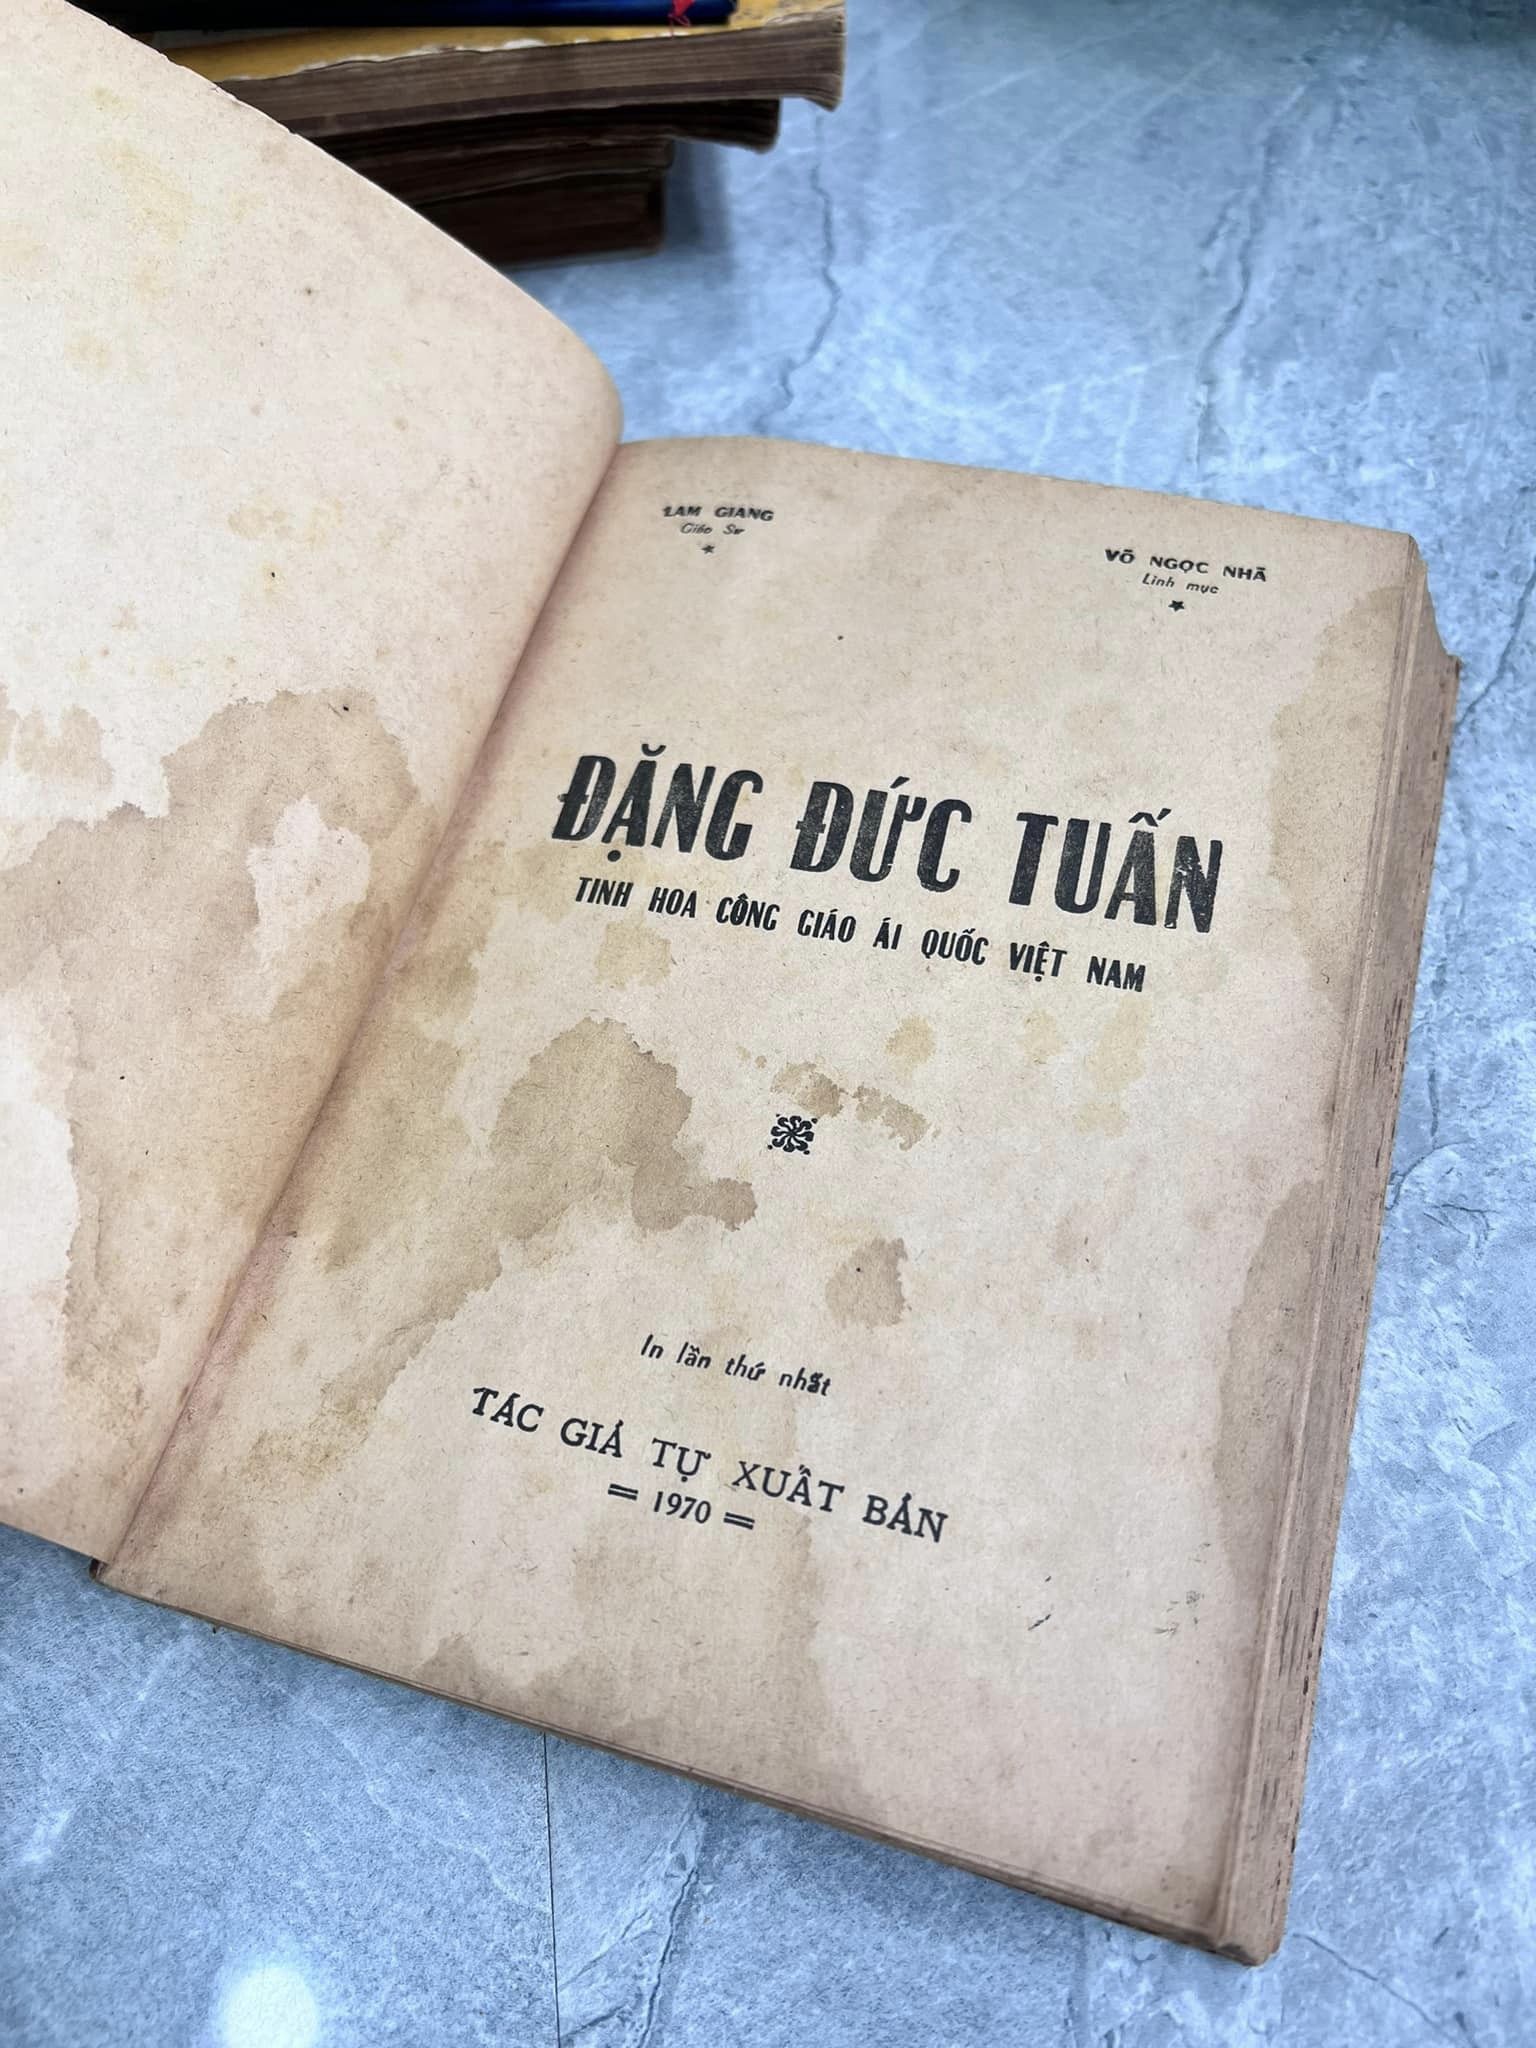 LAM GIANG
Giáo Sư
VÕ NGỌC NHÃ
Linh mục
ĐẶNG ĐỨC TUẤN
TINH HOA CÔNG GIÁO ÁI QUỐC VIỆT NAM
In lần thứ nhất
TÁC GIẢ TỰ XUẤT BẢN
= 1970 =